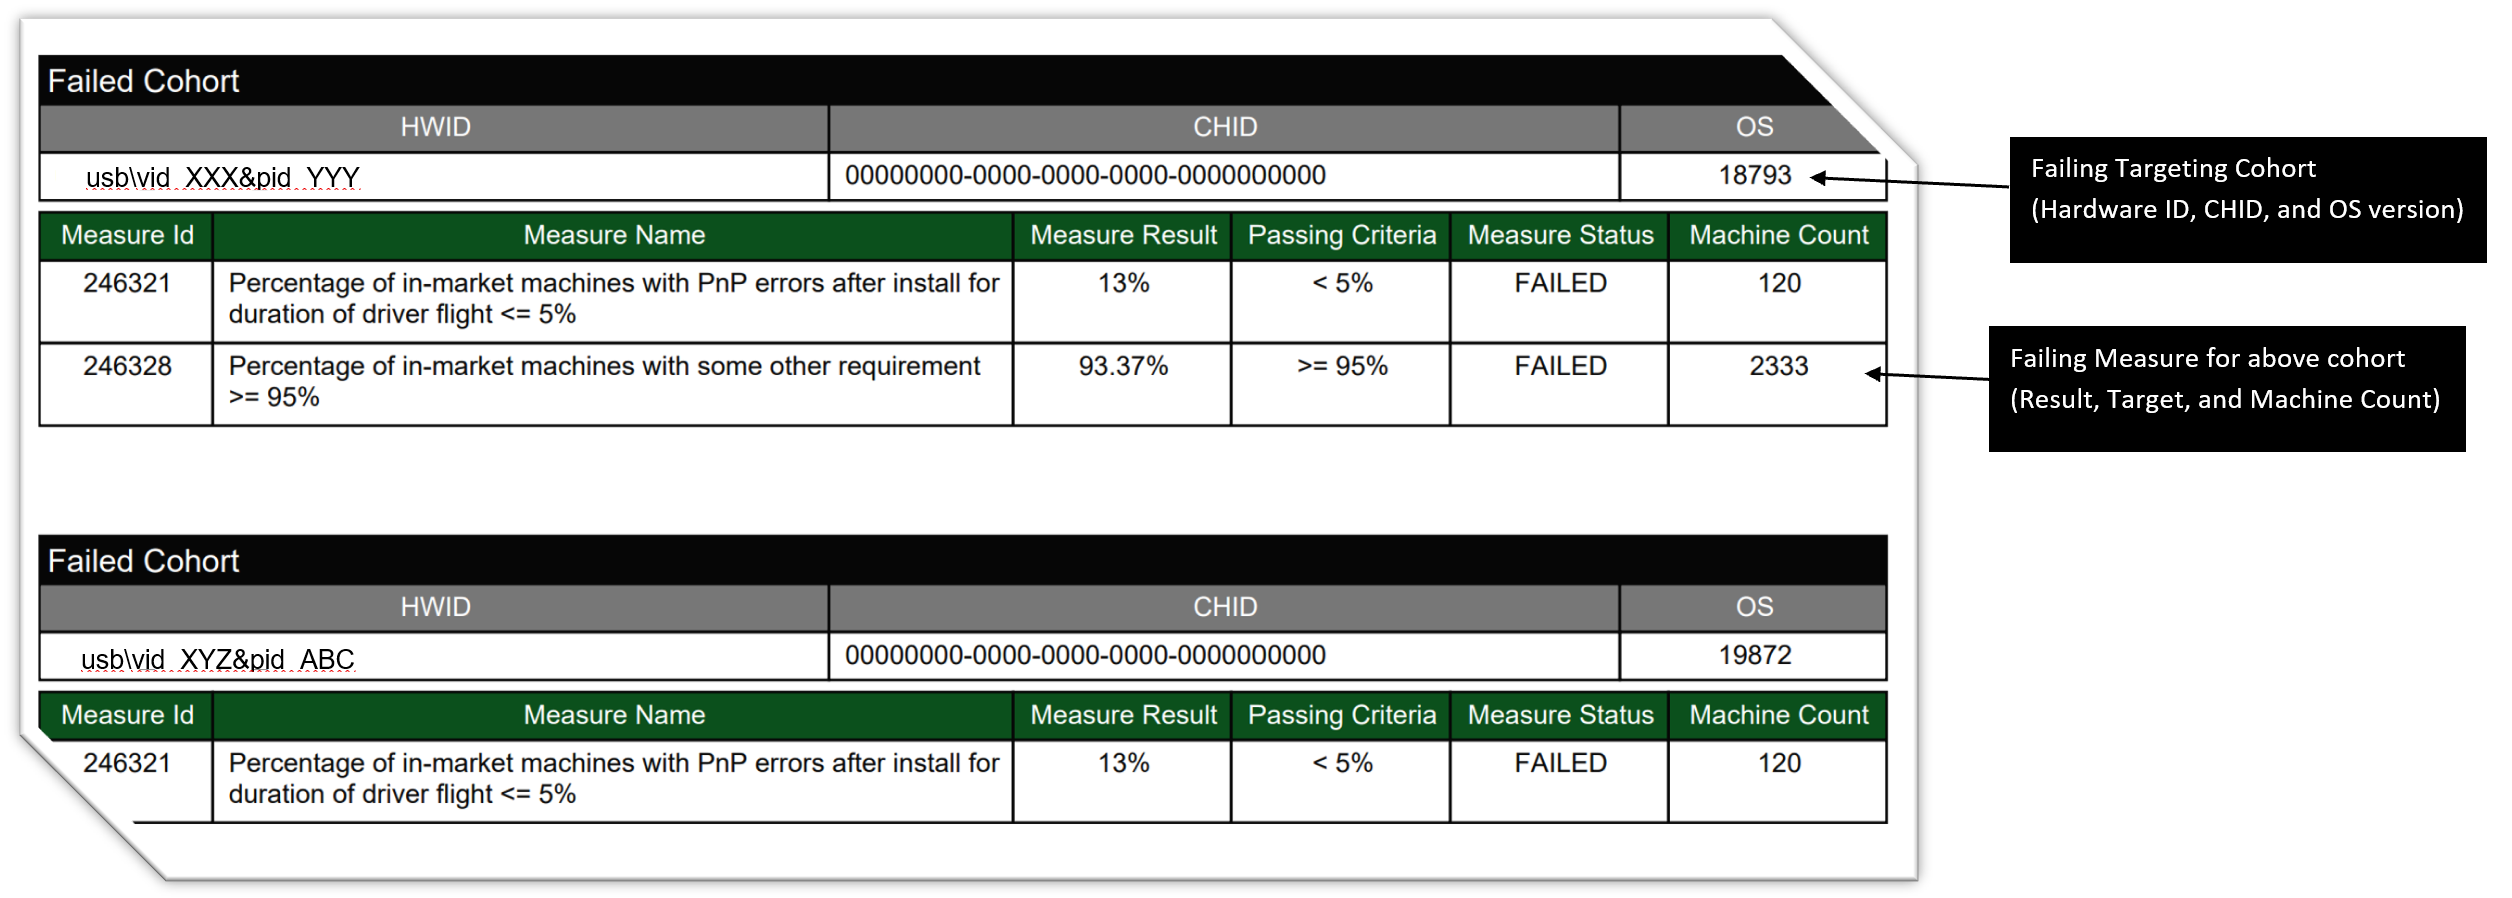 Failed Cohort
HWID CHID OS
usb\vid_XXX&pid_YYY 00000000-0000-0000-0000-0000000000 18793
Measure Id Measure Name Measure Result Passing Criteria Measure Status Machine Count
246321 Percentage of in-market machines with PnP errors after install for 13% < 5% FAILED 120
duration of driver flight <= 5%
246328 Percentage of in-market machines with some other requirement 93.37% >= 95% FAILED 2333
>= 95%
Failing Targeting Cohort
(Hardware ID, CHID, and OS version)
Failing Measure for above cohort
(Result, Target, and Machine Count)
Failed Cohort
HWID CHID OS
usb\vid_XYZ&pid_ABC 00000000-0000-0000-0000-0000000000 19872
Measure Id Measure Name Measure Result Passing Criteria Measure Status Machine Count
246321 Percentage of in-market machines with PnP errors after install for 13% < 5% FAILED 120
duration of driver flight <= 5%